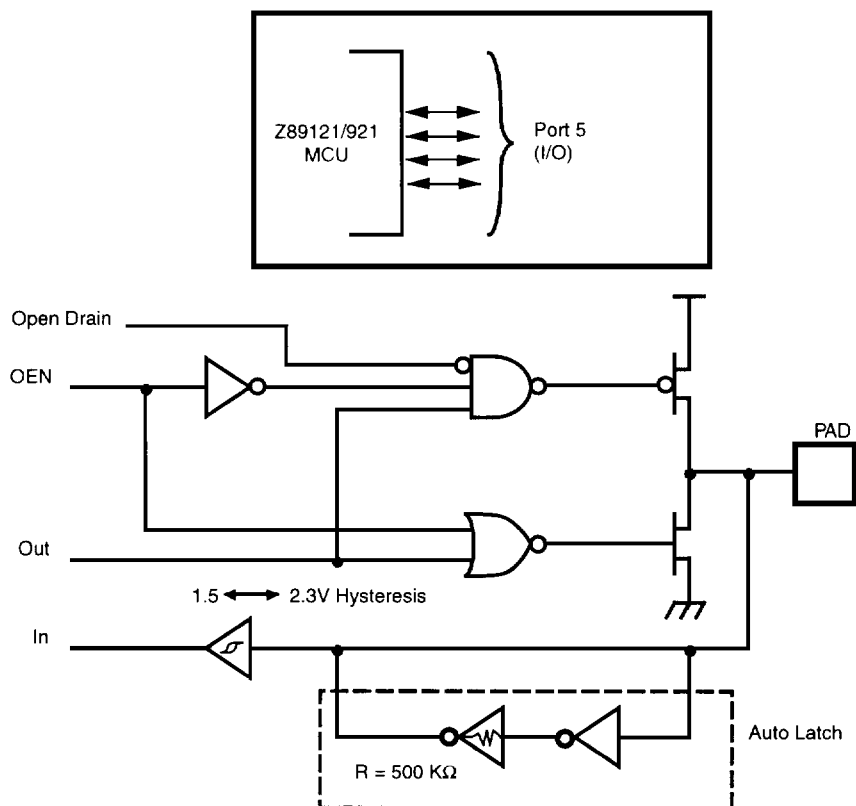 Z89121/921
MCU
Port 5
(I/O)
Open Drain
OEN
PAD
Out
1.5 2.3V Hysteresis
In
Auto Latch
R = 500 KΩ